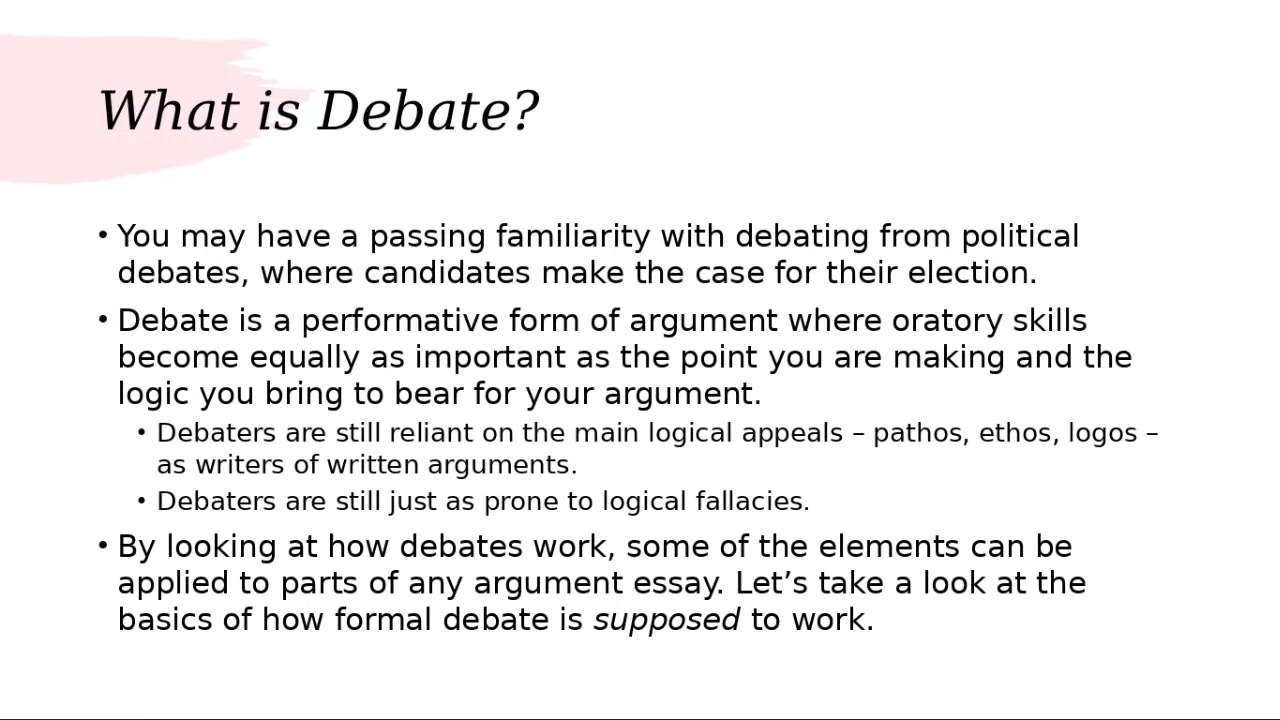 What is Debate?
• You may have a passing familiarity with debating from political
debates, where candidates make the case for their election.
• Debate is a performative form of argument where oratory skills
become equally as important as the point you are making and the
logic you bring to bear for your argument.
• Debaters are still reliant on the main logical appeals – pathos, ethos, logos –
as writers of written arguments.
• Debaters are still just as prone to logical fallacies.
• By looking at how debates work, some of the elements can be
applied to parts of any argument essay. Let’s take a look at the
basics of how formal debate is supposed to work.